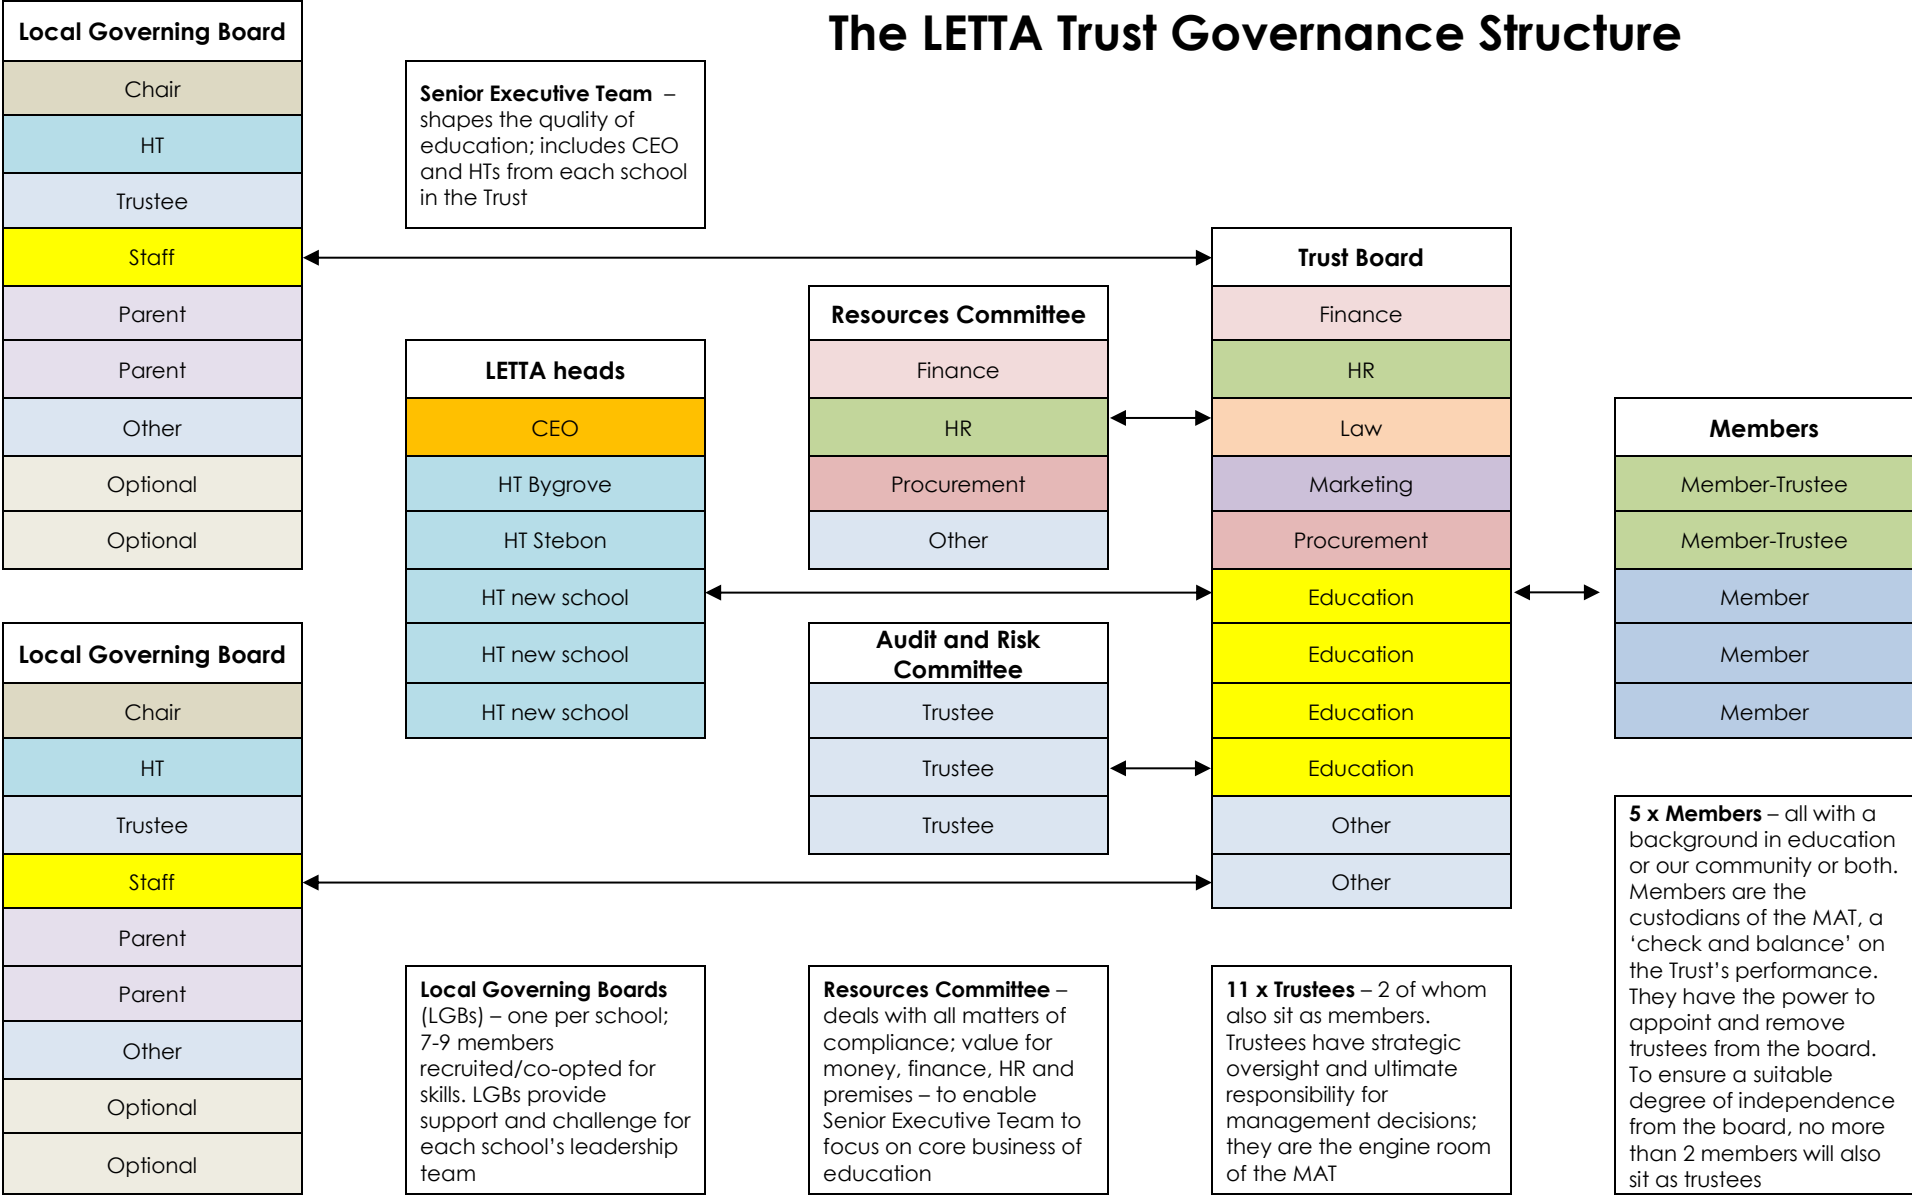 The LETTA Trust Governance Structure
Local Governing Board
Chair
HT
Trustee
Staff
Parent
Parent
Other
Optional
Optional
Local Governing Board
Chair
HT
Trustee
Staff
Parent
Parent
Other
Optional
Optional
Senior Executive Team –
shapes the quality of
education; includes CEO
and HTs from each school
in the Trust
LETTA heads
CEO
HT Bygrove
HT Stebon
HT new school
HT new school
HT new school
Local Governing Boards
(LGBs) – one per school;
7-9 members
recruited/co-opted for
skills. LGBs provide
support and challenge for
each school’s leadership
team
Resources Committee
Finance
HR
Procurement
Other
Audit and Risk
Committee
Trustee
Trustee
Trustee
Resources Committee –
deals with all matters of
compliance; value for
money, finance, HR and
premises – to enable
Senior Executive Team to
focus on core business of
education
Trust Board
Finance
HR
Law
Marketing
Procurement
Education
Education
Education
Education
Other
Other
11 x Trustees – 2 of whom
also sit as members.
Trustees have strategic
oversight and ultimate
responsibility for
management decisions;
they are the engine room
of the MAT
Members
Member-Trustee
Member-Trustee
Member
Member
Member
5 x Members – all with a
background in education
or our community or both.
Members are the
custodians of the MAT, a
‘check and balance’ on
the Trust’s performance.
They have the power to
appoint and remove
trustees from the board.
To ensure a suitable
degree of independence
from the board, no more
than 2 members will also
sit as trustees